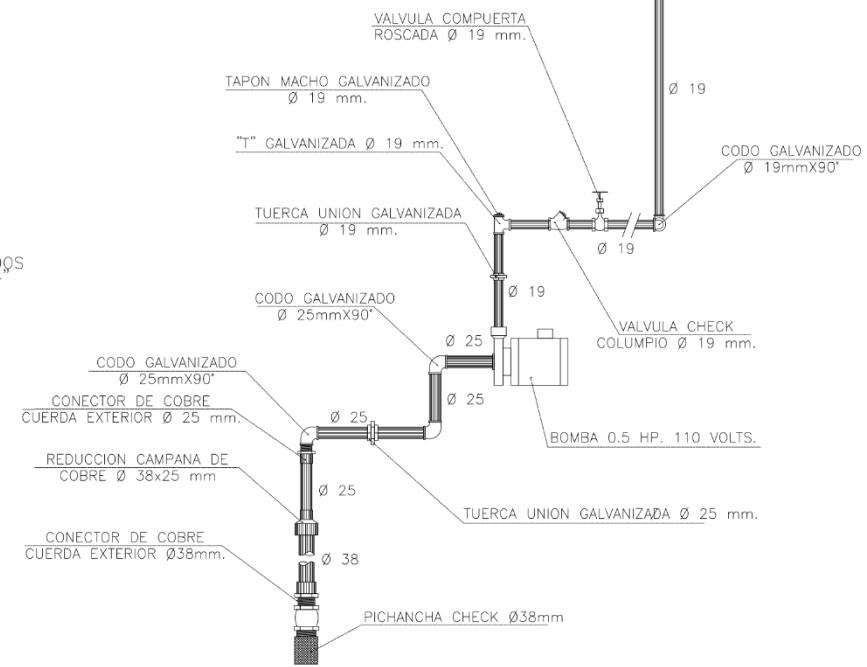 VALVULA COMPUERTA
ROSCADA Ø 19 mm.
TAPON MACHO GALVANIZADO
Ø 19 mm.
Ø 19
"T" GALVANIZADA Ø 19 mm.
CODO GALVANIZADO
Ø 19mmX90°
TUERCA UNION GALVANIZADA
Ø 19 mm.
Ø 19
Ø 19
CODO GALVANIZADO
Ø 25mmX90°
VALVULA CHECK
COLUMPIO Ø 19 mm.
Ø 25
CODO GALVANIZADO
Ø 25mmX90°
Ø 25
CONECTOR DE COBRE
CUERDA EXTERIOR Ø 25 mm.
Ø 25
BOMBA 0.5 HP. 110 VOLTS.
REDUCCION CAMPANA DE
COBRE Ø 38x25 mm
Ø 25
TUERCA UNION GALVANIZADA Ø 25 mm.
CONECTOR DE COBRE
CUERDA EXTERIOR Ø38mm.
Ø 38
PICHANCHA CHECK Ø38mm